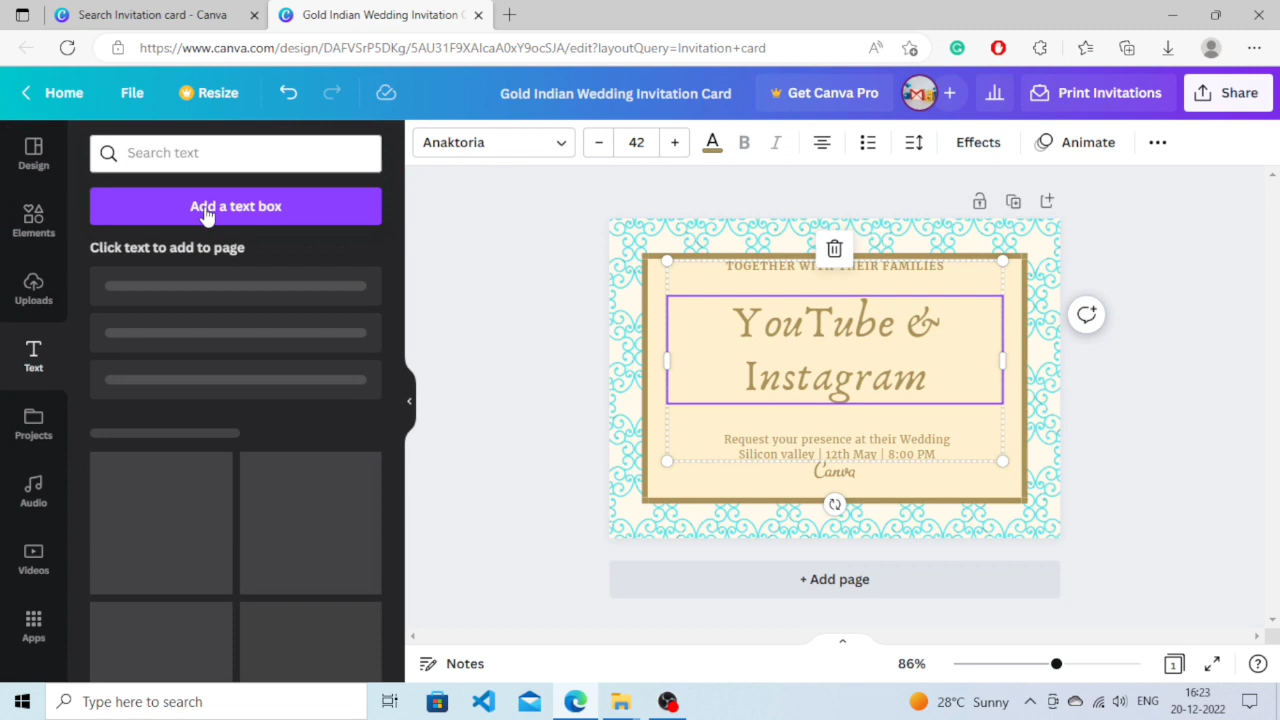 Search Invitation card - Canva
Gold Indian Wedding Invitation C
https://www.canva.com/design/DAFVSrP5DKg/5AU31F9XAIcaA0xY9ocSJA/edit?layoutQuery=Invitation+card
Home
File
Resize
Gold Indian Wedding Invitation Card
Get Canva Pro
Print Invitations
Share
Design
Elements
Uploads
Text
Projects
Audio
Videos
Apps
Search text
Add a text box
Click text to add to page
Anaktoria
42
A
B
I
Effects
Animate
TOGETHER WITH THEIR FAMILIES
YouTube &
Instagram
Request your presence at their Wedding
Silicon valley | 12th May | 8:00 PM
Canva
+ Add page
Notes
86%
1
Type here to search
28°C Sunny
ENG
16:23
20-12-2022